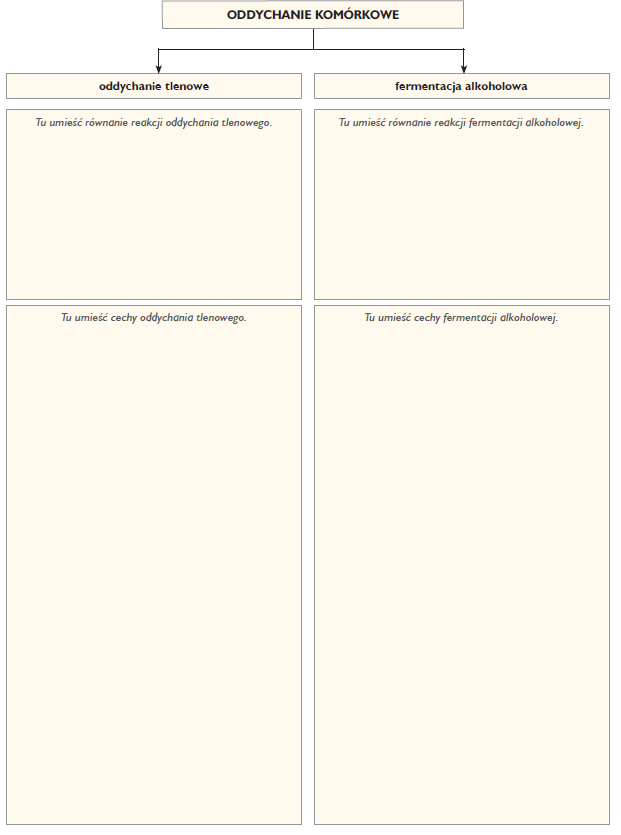 ODDYCHANIE KOMÓRKOWE
oddychanie tlenowe
fermentacja alkoholowa
Tu umieść równanie reakcji oddychania tlenowego.
Tu umieść równanie reakcji fermentacji alkoholowej.
Tu umieść cechy oddychania tlenowego.
Tu umieść cechy fermentacji alkoholowej.